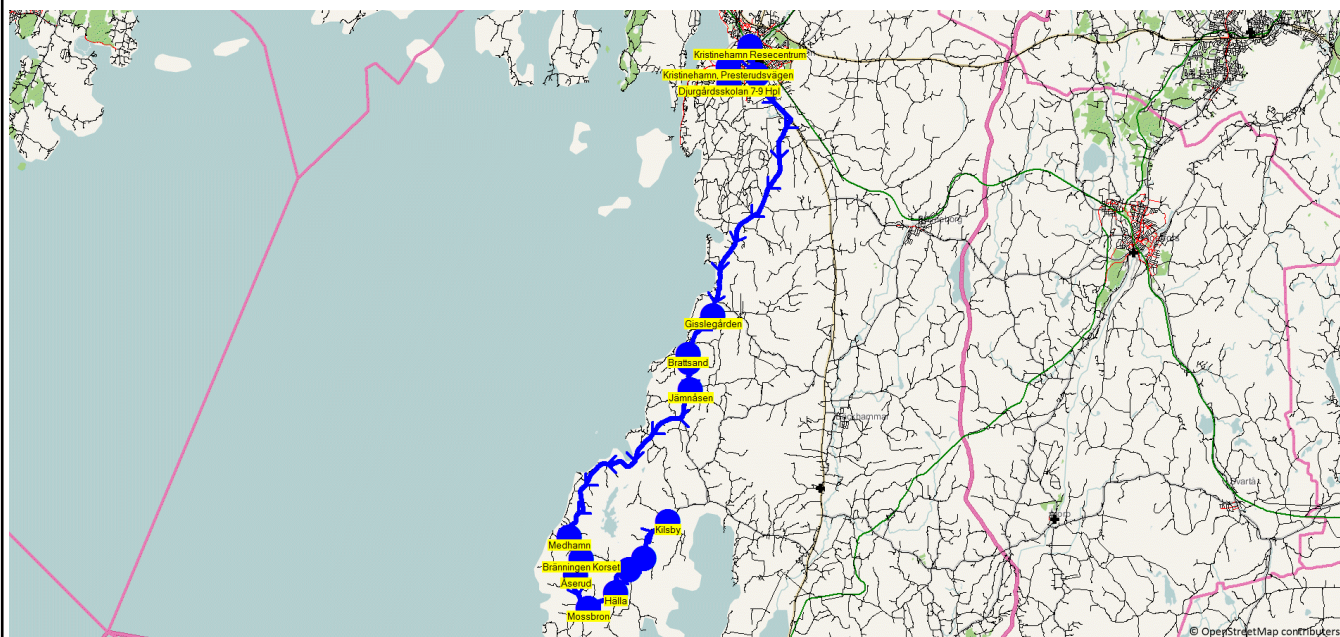 Kristinehamn Resecentrum
Kristinehamn, Presterudsvägen
Djurgårdsskolan 7-9 Hpl
Gisslegården
Brattsand
Jämnåsen
Kilsby
Medhamn
Bränningen Korset
Åserud
Hälla
Mossbron
© OpenStreetMap contributers